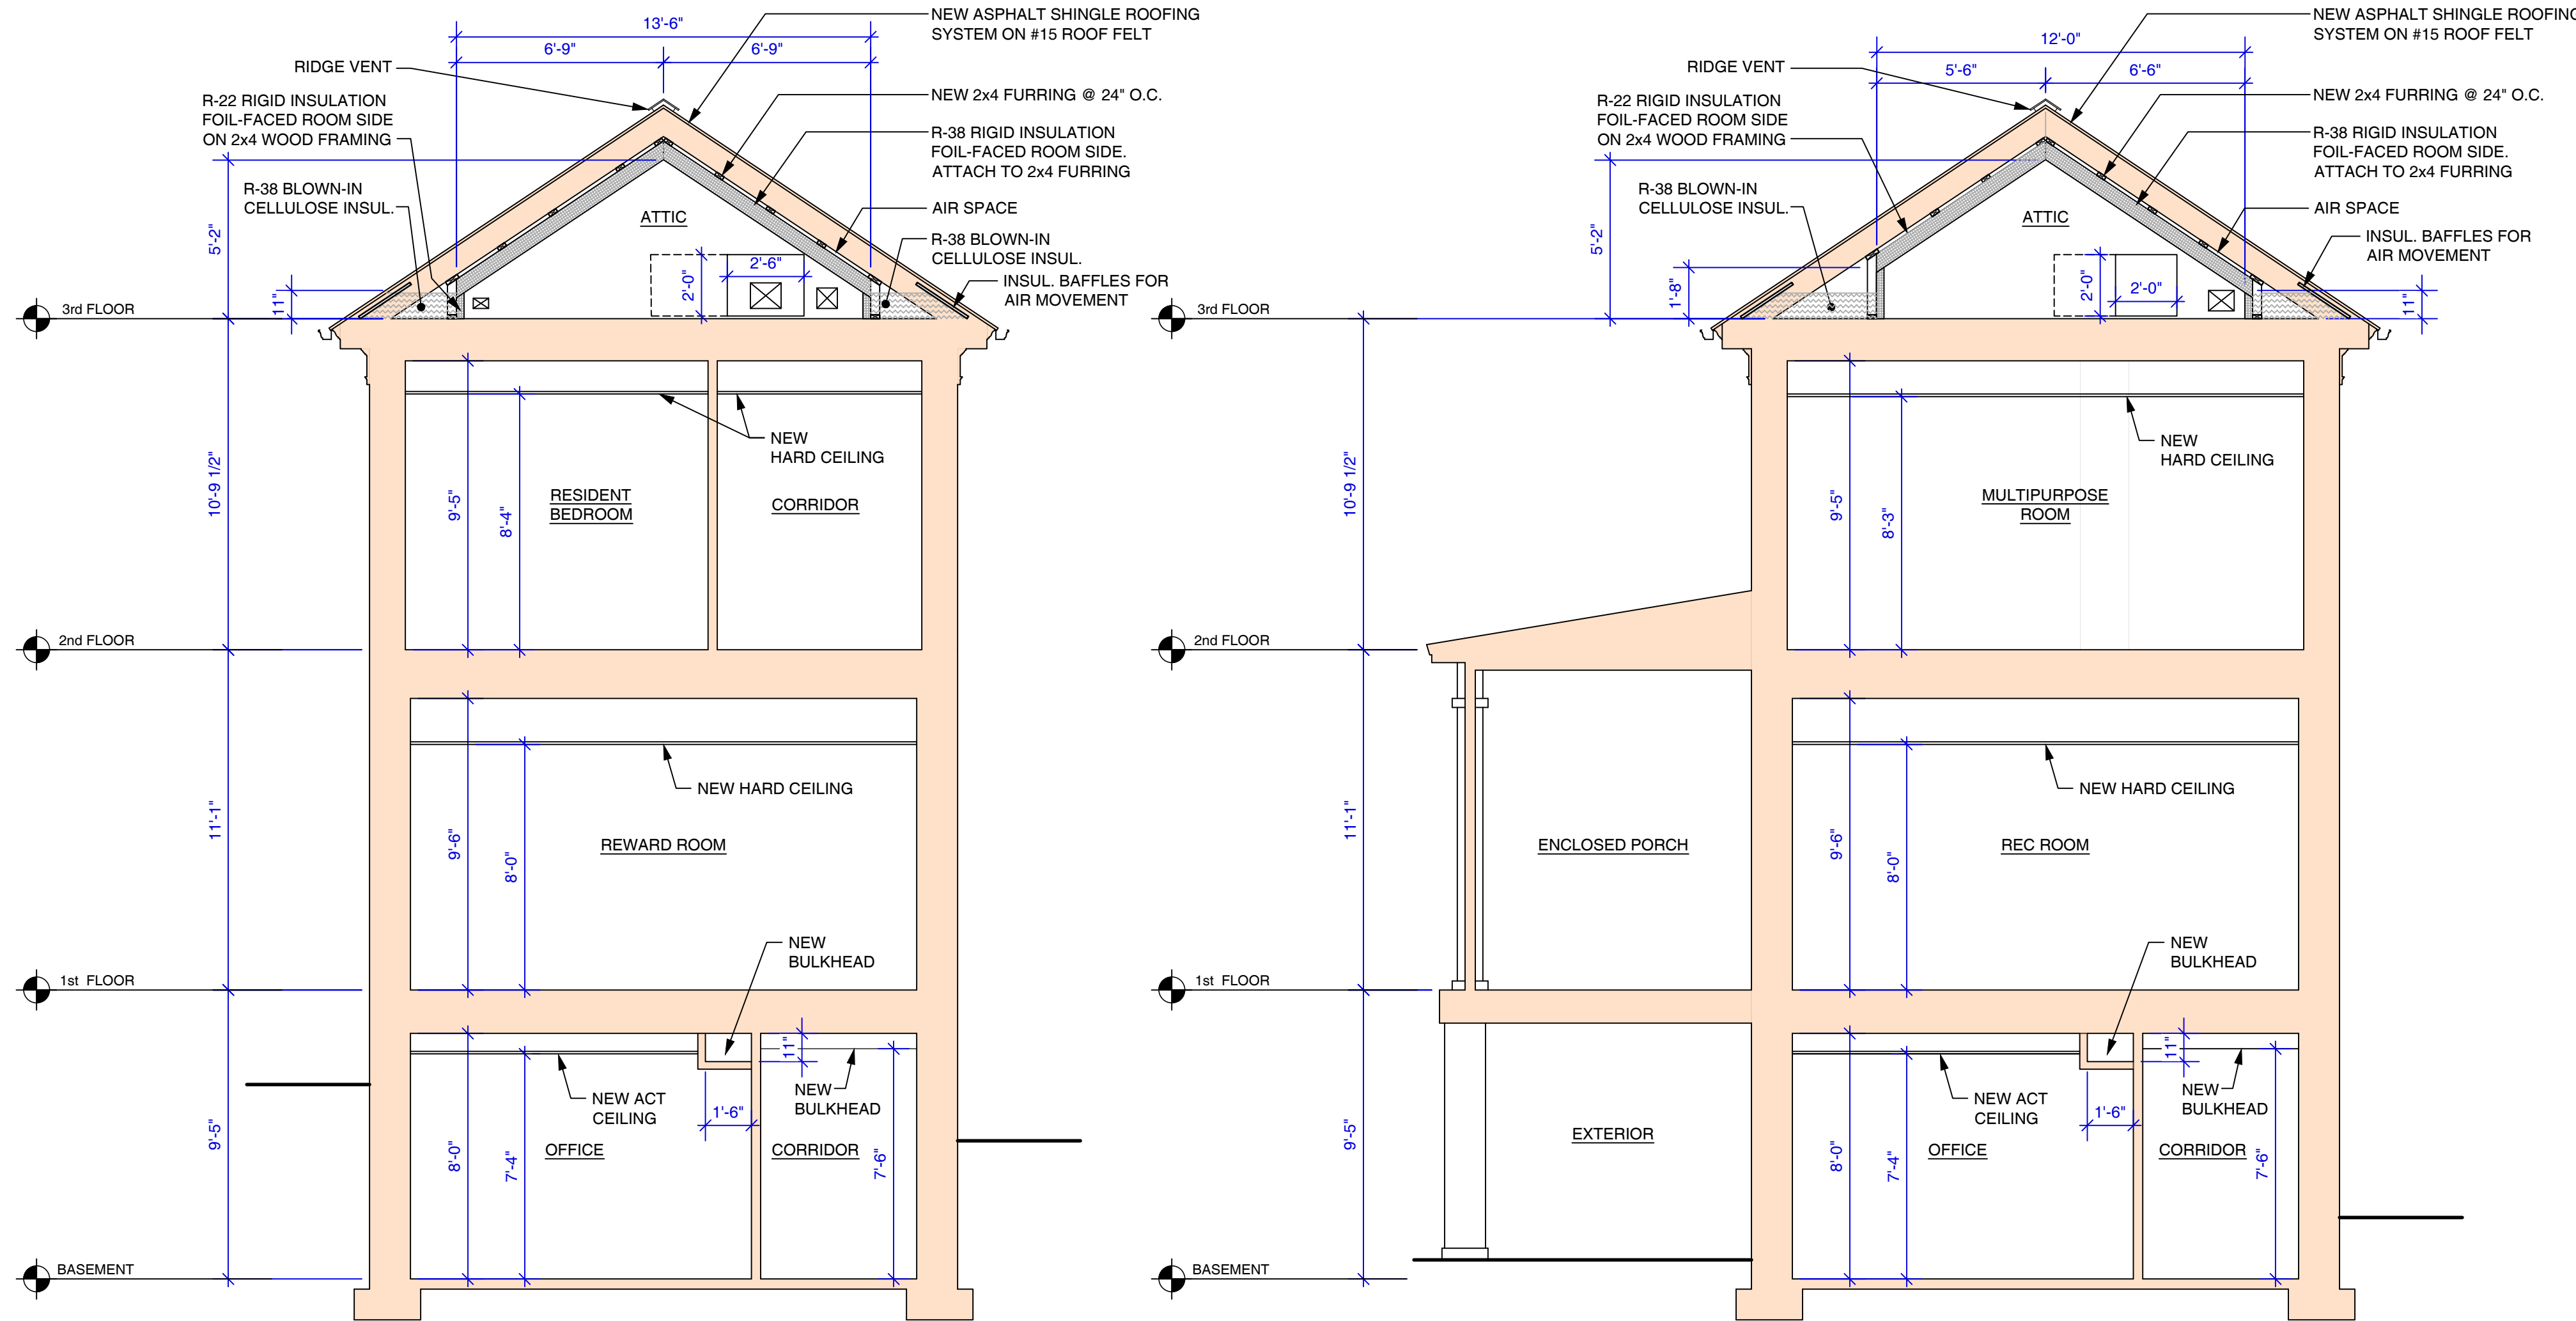 13'-6"
6'-9"
6'-9"
NEW ASPHALT SHINGLE ROOFING
SYSTEM ON #15 ROOF FELT
RIDGE VENT
R-22 RIGID INSULATION
FOIL-FACED ROOM SIDE
ON 2x4 WOOD FRAMING
NEW 2x4 FURRING @ 24" O.C.
R-38 RIGID INSULATION
FOIL-FACED ROOM SIDE.
ATTACH TO 2x4 FURRING
R-38 BLOWN-IN
CELLULOSE INSUL.
AIR SPACE
ATTIC
R-38 BLOWN-IN
CELLULOSE INSUL.
INSUL. BAFFLES FOR
AIR MOVEMENT
5'-2"
11"
2'-0"
2'-6"
3rd FLOOR
10'-9 1/2"
9'-5"
8'-4"
NEW
HARD CEILING
RESIDENT
BEDROOM
CORRIDOR
2nd FLOOR
11'-1"
9'-6"
8'-0"
NEW HARD CEILING
REWARD ROOM
NEW
BULKHEAD
1st FLOOR
9'-5"
8'-0"
7'-4"
11"
NEW ACT
CEILING
1'-6"
NEW
BULKHEAD
OFFICE
CORRIDOR
7'-6"
BASEMENT
12'-0"
5'-6"
6'-6"
NEW ASPHALT SHINGLE ROOFING
SYSTEM ON #15 ROOF FELT
RIDGE VENT
R-22 RIGID INSULATION
FOIL-FACED ROOM SIDE
ON 2x4 WOOD FRAMING
NEW 2x4 FURRING @ 24" O.C.
R-38 RIGID INSULATION
FOIL-FACED ROOM SIDE.
ATTACH TO 2x4 FURRING
R-38 BLOWN-IN
CELLULOSE INSUL.
AIR SPACE
ATTIC
INSUL. BAFFLES FOR
AIR MOVEMENT
5'-2"
1'-8"
2'-0"
2'-0"
11"
3rd FLOOR
10'-9 1/2"
9'-5"
8'-3"
NEW
HARD CEILING
MULTIPURPOSE
ROOM
2nd FLOOR
11'-1"
9'-6"
8'-0"
NEW HARD CEILING
ENCLOSED PORCH
REC ROOM
NEW
BULKHEAD
1st FLOOR
9'-5"
8'-0"
7'-4"
11"
NEW ACT
CEILING
1'-6"
NEW
BULKHEAD
EXTERIOR
OFFICE
CORRIDOR
7'-6"
BASEMENT